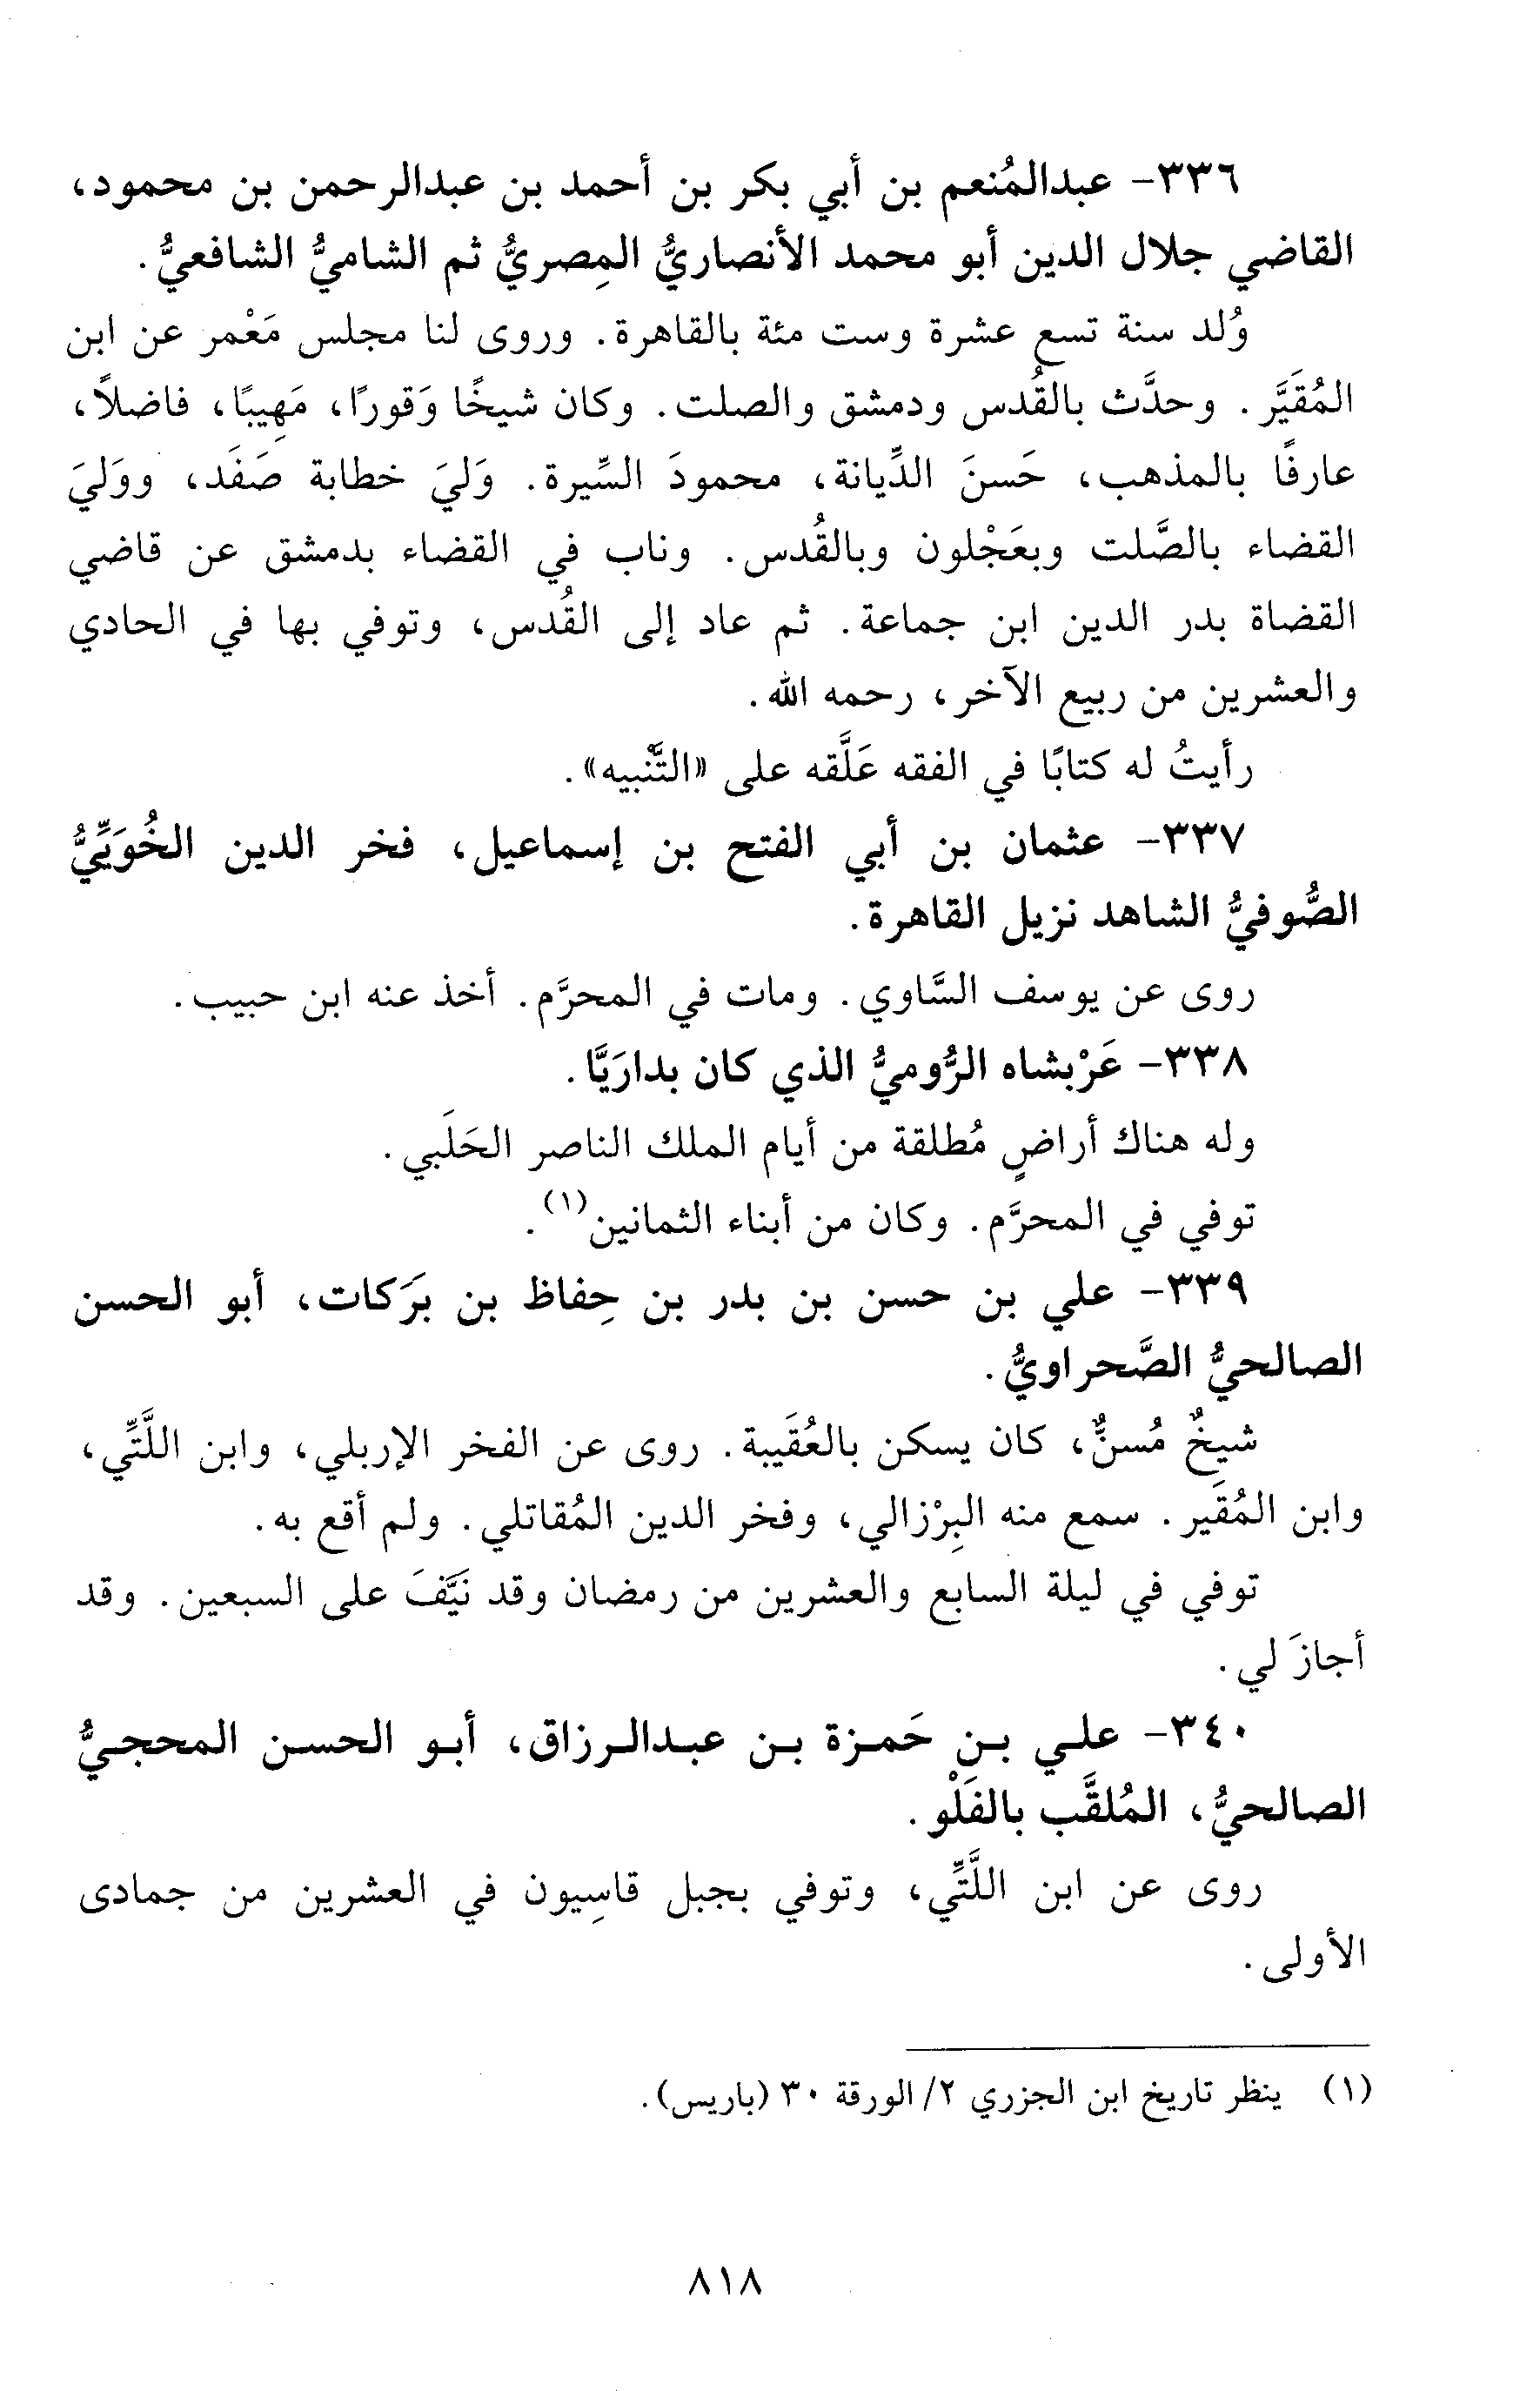 ٣٣٦- عبدالمُنعم بن أبي بكر بن أحمد بن عبدالرحمن بن محمود،
القاضي جلال الدين أبو محمد الأنصاريُّ المِصريُّ ثم الشاميُّ الشافعيُّ.
وُلد سنة تسع عشرة وست مئة بالقاهرة. وروى لنا مجلس مَعْمر عن ابن
المُقَيَّر. وحدَّث بالقُدس ودمشق والصلت. وكان شيخًا وَقورًا، مَهِيبًا، فاضلاً،
عارفًا بالمذهب، حَسنَ الدِّيانة، محمودَ السِّيرة. وَليَ خطابة صَفَد، ووَليَ
القضاء بالصَّلت وبعَجْلون وبالقُدس. وناب في القضاء بدمشق عن قاضي
القضاة بدر الدين ابن جماعة. ثم عاد إلى القُدس، وتوفي بها في الحادي
والعشرين من ربيع الآخر، رحمه الله.
رأيتُ له كتابًا في الفقه عَلَّقه على «التَّنْبيه».
٣٣٧- عثمان بن أبي الفتح بن إسماعيل، فخر الدين الخُوَيِّيُّ
الصُّوفيُّ الشاهد نزيل القاهرة.
روى عن يوسف السَّاوي. ومات في المحرَّم. أخذ عنه ابن حبيب.
٣٣٨- عَرْبشاه الرُّوميُّ الذي كان بدارَيَّا.
وله هناك أراضٍ مُطلقة من أيام الملك الناصر الحَلَبي.
توفي في المحرَّم. وكان من أبناء الثمانين(١).
٣٣٩- علي بن حسن بن بدر بن حِفاظ بن بَركات، أبو الحسن
الصالحيُّ الصَّحراويُّ.
شيخٌ مُسنٌّ، كان يسكن بالعُقَيبة. روى عن الفخر الإربلي، وابن اللَّتِّي،
وابن المُقَير. سمع منه البِرْزالي، وفخر الدين المُقاتلي. ولم أقع به.
توفي في ليلة السابع والعشرين من رمضان وقد نَيَّفَ على السبعين. وقد
أجازَ لي.
٣٤٠- علي بن حَمزة بن عبدالرزاق، أبو الحسن المحجيُّ
الصالحيُّ، المُلقَّب بالفَلْو.
روى عن ابن اللَّتِّي، وتوفي بجبل قاسِيون في العشرين من جمادى
الأولى.
(١) ينظر تاريخ ابن الجزري ٢/ الورقة ٣٠ (باريس).
٨١٨